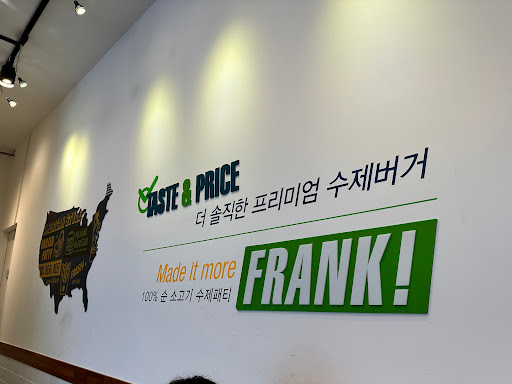 TASTE & PRICE
더 솔직한 프리미엄 수제버거
Made it more
100% 순 소고기 수제패티
FRANK!